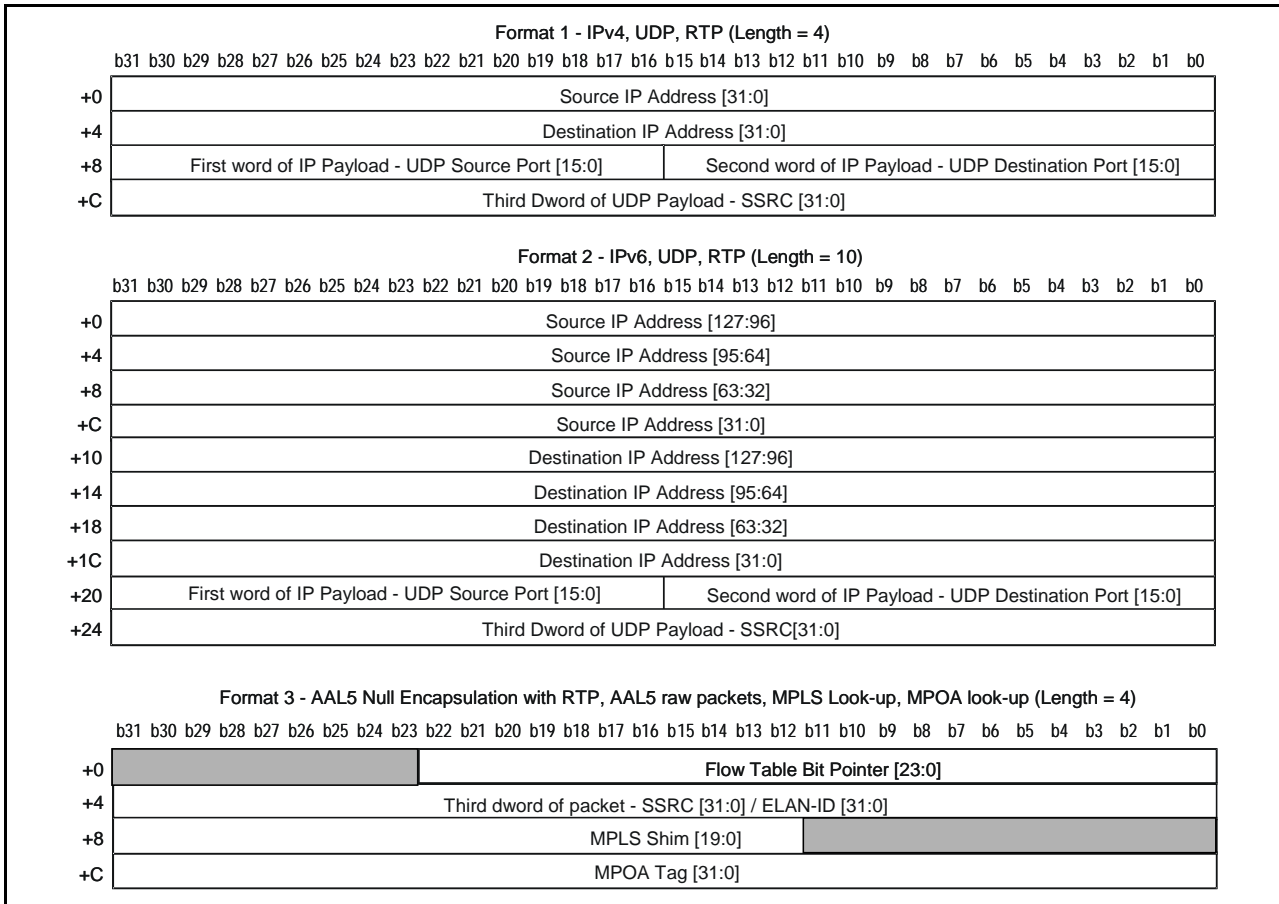 Format 1 - IPv4, UDP, RTP (Length = 4)
b31 b30 b29 b28 b27 b26 b25 b24 b23 b22 b21 b20 b19 b18 b17 b16 b15 b14 b13 b12 b11 b10 b9 b8 b7 b6 b5 b4 b3 b2 b1 b0
+0 Source IP Address [31:0]
+4 Destination IP Address [31:0]
+8 First word of IP Payload - UDP Source Port [15:0] Second word of IP Payload - UDP Destination Port [15:0]
+C Third Dword of UDP Payload - SSRC [31:0]
Format 2 - IPv6, UDP, RTP (Length = 10)
b31 b30 b29 b28 b27 b26 b25 b24 b23 b22 b21 b20 b19 b18 b17 b16 b15 b14 b13 b12 b11 b10 b9 b8 b7 b6 b5 b4 b3 b2 b1 b0
+0 Source IP Address [127:96]
+4 Source IP Address [95:64]
+8 Source IP Address [63:32]
+C Source IP Address [31:0]
+10 Destination IP Address [127:96]
+14 Destination IP Address [95:64]
+18 Destination IP Address [63:32]
+1C Destination IP Address [31:0]
+20 First word of IP Payload - UDP Source Port [15:0] Second word of IP Payload - UDP Destination Port [15:0]
+24 Third Dword of UDP Payload - SSRC[31:0]
Format 3 - AAL5 Null Encapsulation with RTP, AAL5 raw packets, MPLS Look-up, MPOA look-up (Length = 4)
b31 b30 b29 b28 b27 b26 b25 b24 b23 b22 b21 b20 b19 b18 b17 b16 b15 b14 b13 b12 b11 b10 b9 b8 b7 b6 b5 b4 b3 b2 b1 b0
+0 Flow Table Bit Pointer [23:0]
+4 Third dword of packet - SSRC [31:0] / ELAN-ID [31:0]
+8 MPLS Shim [19:0]
+C MPOA Tag [31:0]